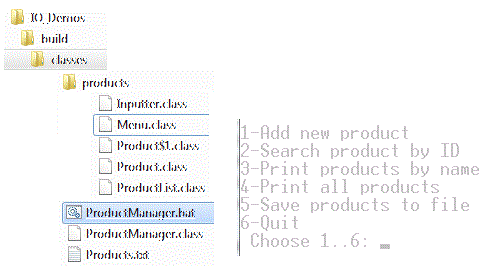 IO_Demos
build
classes
products
Inputter.class
Menu.class
Product$1.class
Product.class
ProductList.class
ProductManager.bat
ProductManager.class
Products.txt
1-Add new product
2-Search product by ID
3-Print products by name
4-Print all products
5-Save products to file
6-Quit
Choose 1..6: